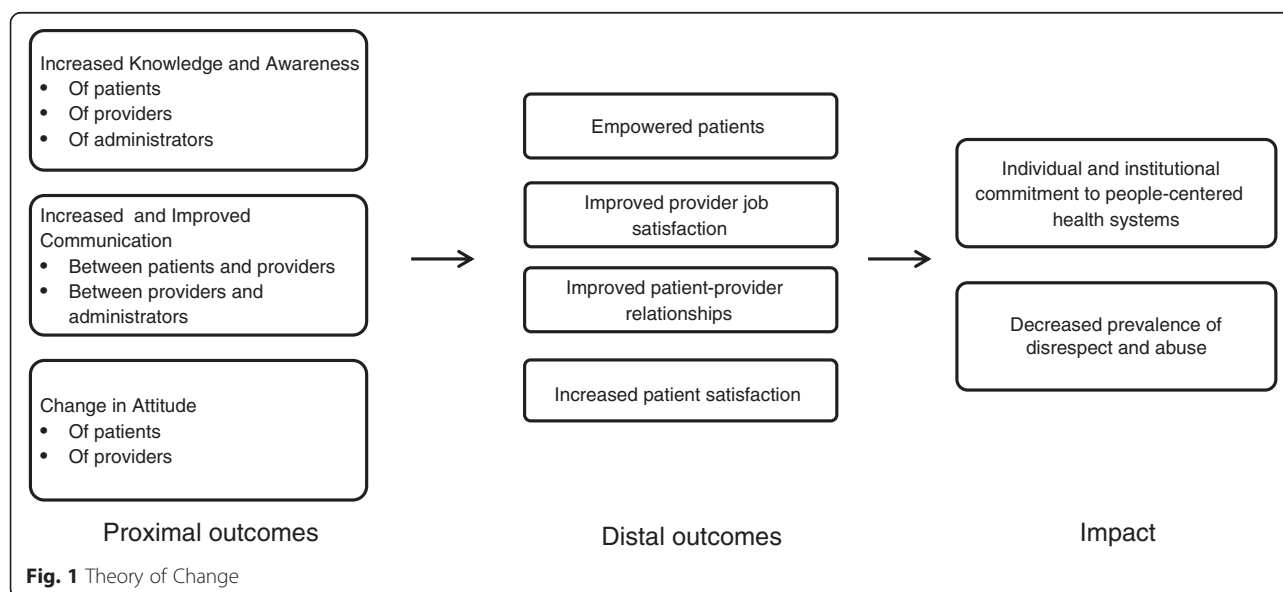 Increased Knowledge and Awareness
• Of patients
• Of providers
• Of administrators
Increased and Improved
Communication
• Between patients and providers
• Between providers and
administrators
Change in Attitude
• Of patients
• Of providers
Proximal outcomes
Empowered patients
Improved provider job
satisfaction
Improved patient-provider
relationships
Increased patient satisfaction
Distal outcomes
Individual and institutional
commitment to people-centered
health systems
Decreased prevalence of
disrespect and abuse
Impact
Fig. 1 Theory of Change